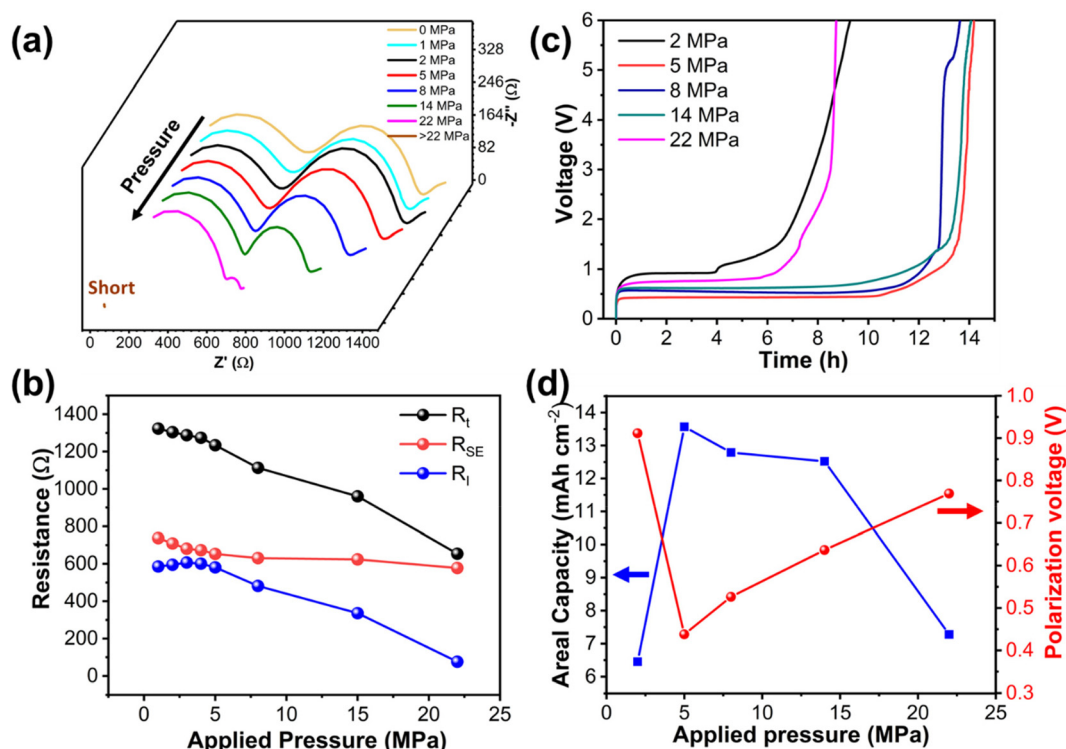 (a)
0 MPa
1 MPa
2 MPa
5 MPa
8 MPa
14 MPa
22 MPa
>22 MPa
328
246
164
82
0
-Z'' (Ω)
Pressure
Short
0 200 400 600 800 1000 1200 1400
Z' (Ω)
(c)
2 MPa
5 MPa
8 MPa
14 MPa
22 MPa
6
5
4
3
2
1
0
Voltage (V)
0 2 4 6 8 10 12 14
Time (h)
(b)
Rt
RSE
RI
1400
1200
1000
800
600
400
200
0
Resistance (Ω)
0 5 10 15 20 25
Applied Pressure (MPa)
(d)
14
13
12
11
10
9
8
7
6
Areal Capacity (mAh cm-2)
1.0
0.9
0.8
0.7
0.6
0.5
0.4
0.3
Polarization voltage (V)
0 5 10 15 20 25
Applied pressure (MPa)